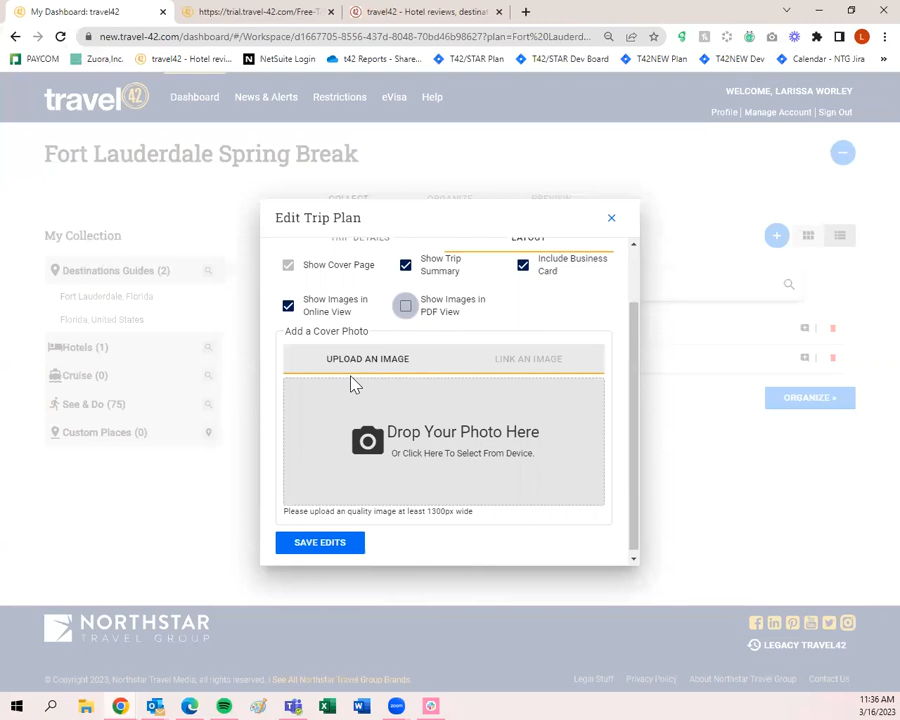 My Dashboard: travel42
https://trial.travel-42.com/Free-T
travel42 - Hotel reviews, destinat
new.travel-42.com/dashboard/#/Workspace/d1667705-8556-437d-8048-70bd46b98627?plan=Fort%20Lauderd...
PAYCOM
Zuora,Inc.
travel42 - Hotel revi...
NetSuite Login
t42 Reports - Share...
T42/STAR Plan
T42/STAR Dev Board
T42NEW Plan
T42NEW Dev
Calendar - NTG Jira
travel42
Dashboard
News & Alerts
Restrictions
eVisa
Help
WELCOME, LARISSA WORLEY
Profile | Manage Account | Sign Out
Fort Lauderdale Spring Break
COLLECT
ORGANIZE
PREVIEW
My Collection
Destinations Guides (2)
Fort Lauderdale, Florida
Florida, United States
Hotels (1)
Cruise (0)
See & Do (75)
Custom Places (0)
ORGANIZE »
Edit Trip Plan
TRIP DETAILS
LAYOUT
Show Cover Page
Show Trip
Summary
Include Business
Card
Show Images in
Online View
Show Images in
PDF View
Add a Cover Photo
UPLOAD AN IMAGE
LINK AN IMAGE
Drop Your Photo Here
Or Click Here To Select From Device.
Please upload an quality image at least 1300px wide
SAVE EDITS
NORTHSTAR
TRAVEL GROUP
LEGACY TRAVEL42
© Copyright 2023, Northstar Travel Media, all rights reserved. | See All Northstar Travel Group Brands.
Legal Stuff
Privacy Policy
About Northstar Travel Group
Contact Us
11:36 AM
3/16/2023